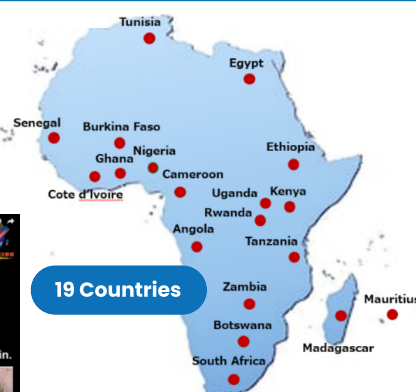 Tunisia
Egypt
Senegal
Burkina Faso
Ethiopia
Ghana
Nigeria
Cameroon
Cote d'Ivoire
Uganda
Kenya
Rwanda
Angola
Tanzania
19 Countries
Zambia
Mauritius
Botswana
Madagascar
in.
South Africa